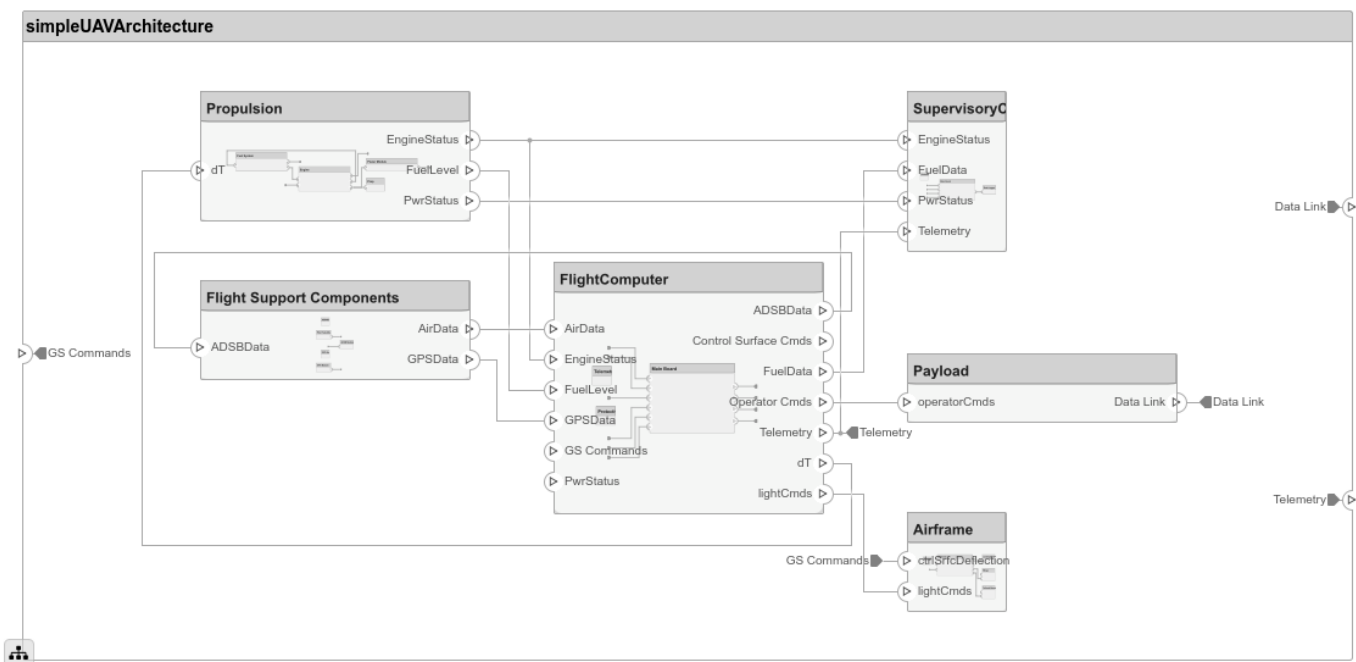 simpleUAVArchitecture
Propulsion
EngineStatus
dT
FuelLevel
PwrStatus
SupervisoryC
EngineStatus
FuelData
PwrStatus
Telemetry
Data Link
Flight Support Components
AirData
ADSBData
GPSData
GS Commands
FlightComputer
ADSBData
AirData
Control Surface Cmds
EngineStatus
FuelData
FuelLevel
Operator Cmds
GPSData
Telemetry
Telemetry
GS Commands
dT
PwrStatus
lightCmds
Main Board
Payload
operatorCmds
Data Link
Data Link
Telemetry
Airframe
GS Commands
ctrlSrfcDeflection
lightCmds